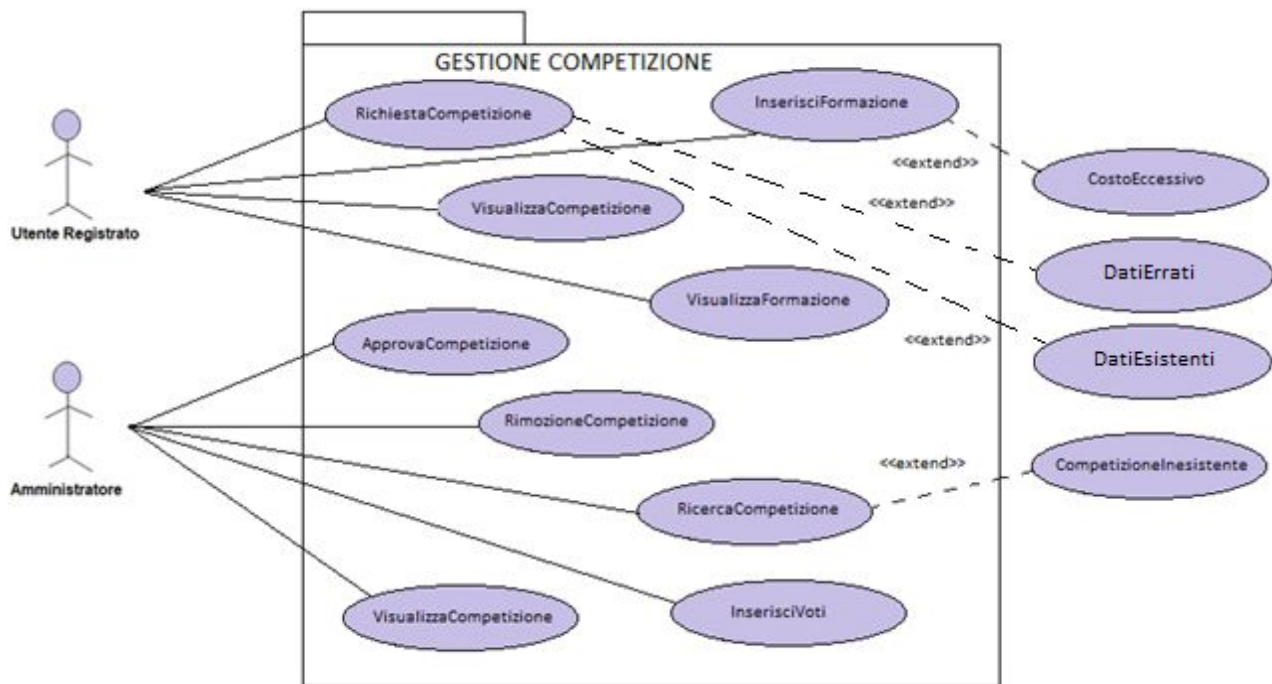 GESTIONE COMPETIZIONE
RichiestaCompetizione
InserisciFormazione
<<extend>>
CostoEccessivo
Utente Registrato
VisualizzaCompetizione
<<extend>>
DatiErrati
VisualizzaFormazione
ApprovaCompetizione
<<extend>>
DatiEsistenti
RimozioneCompetizione
Amministratore
<<extend>>
CompetizioneInesistente
RicercaCompetizione
VisualizzaCompetizione
InserisciVoti